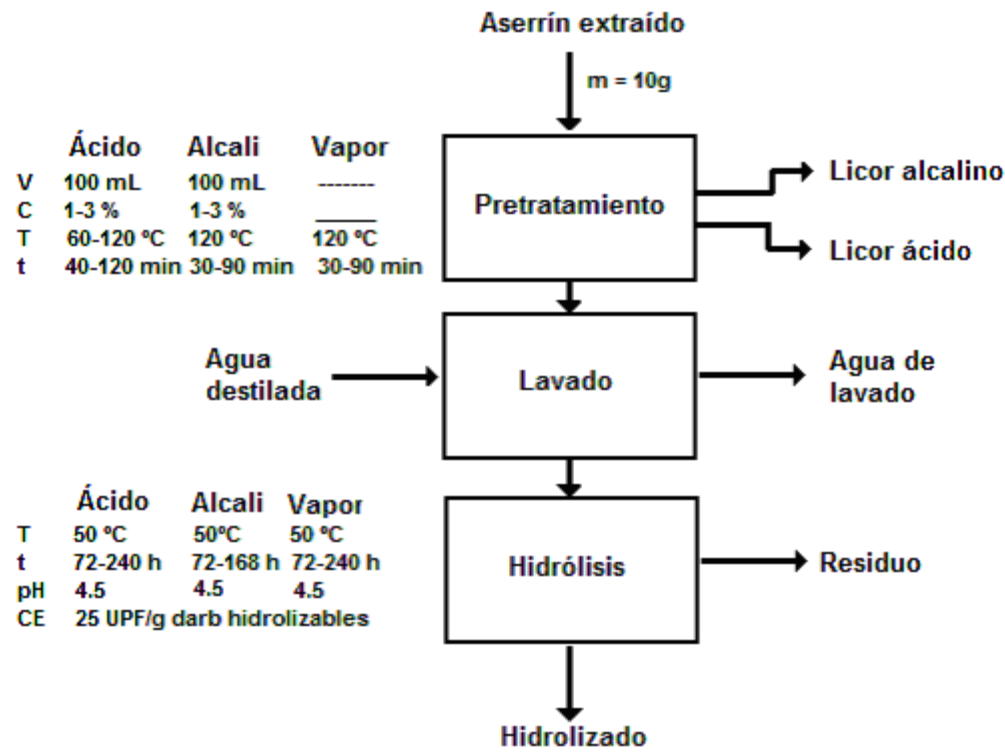 Aserrín extraído
m = 10g
Ácido Alcali Vapor
V 100 mL 100 mL -------
C 1-3 % 1-3 % _____
T 60-120 ºC 120 ºC 120 ºC
t 40-120 min 30-90 min 30-90 min
Pretratamiento
Licor alcalino
Licor ácido
Agua
destilada
Lavado
Agua de
lavado
Ácido Alcali Vapor
T 50 ºC 50ºC 50 ºC
t 72-240 h 72-168 h 72-240 h
pH 4.5 4.5 4.5
CE 25 UPF/g darb hidrolizables
Hidrólisis
Residuo
Hidrolizado